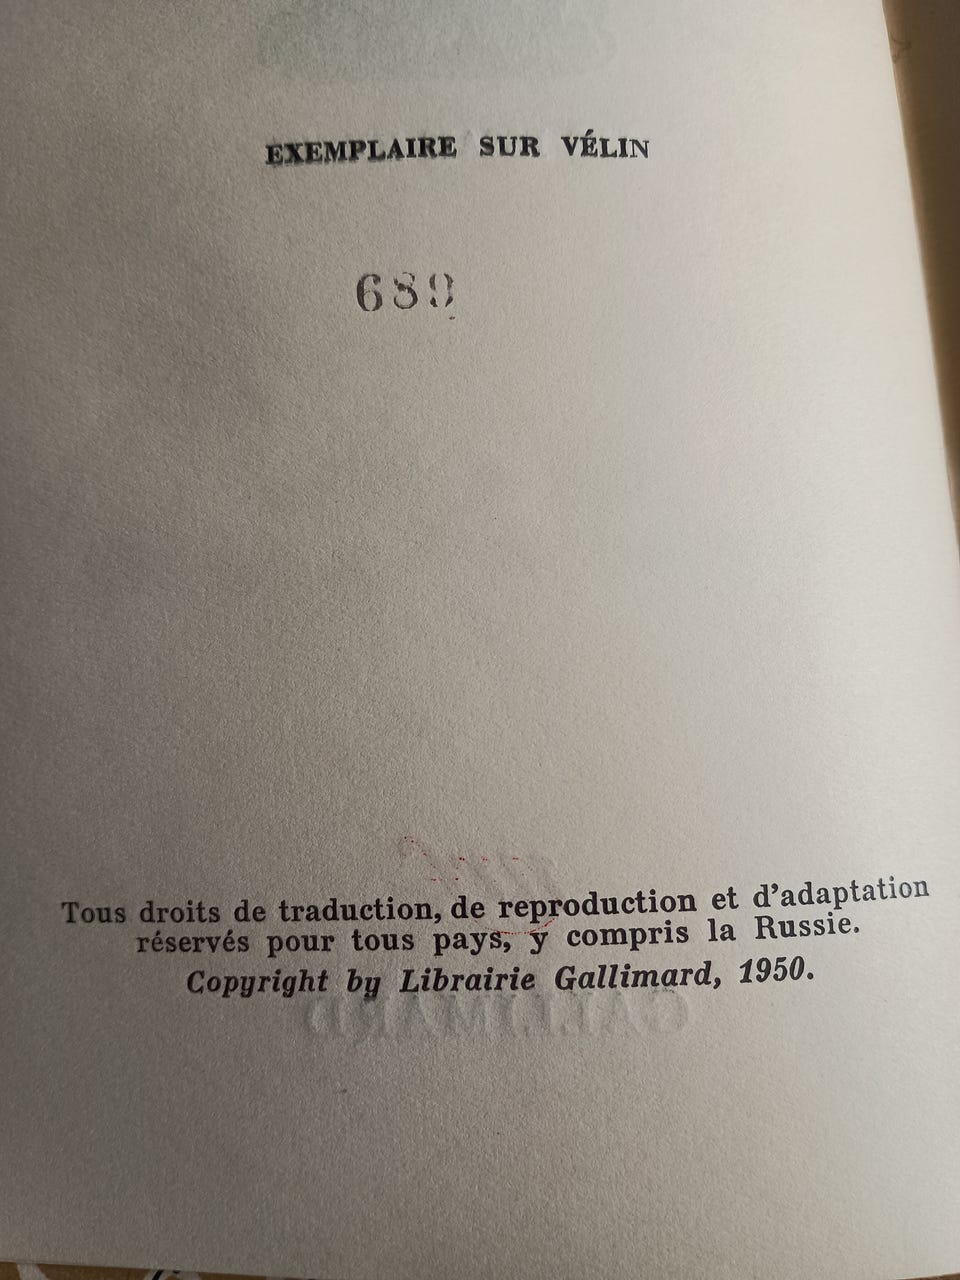 EXEMPLAIRE SUR VÉLIN
689
Tous droits de traduction, de reproduction et d'adaptation
réservés pour tous pays, y compris la Russie.
Copyright by Librairie Gallimard, 1950.